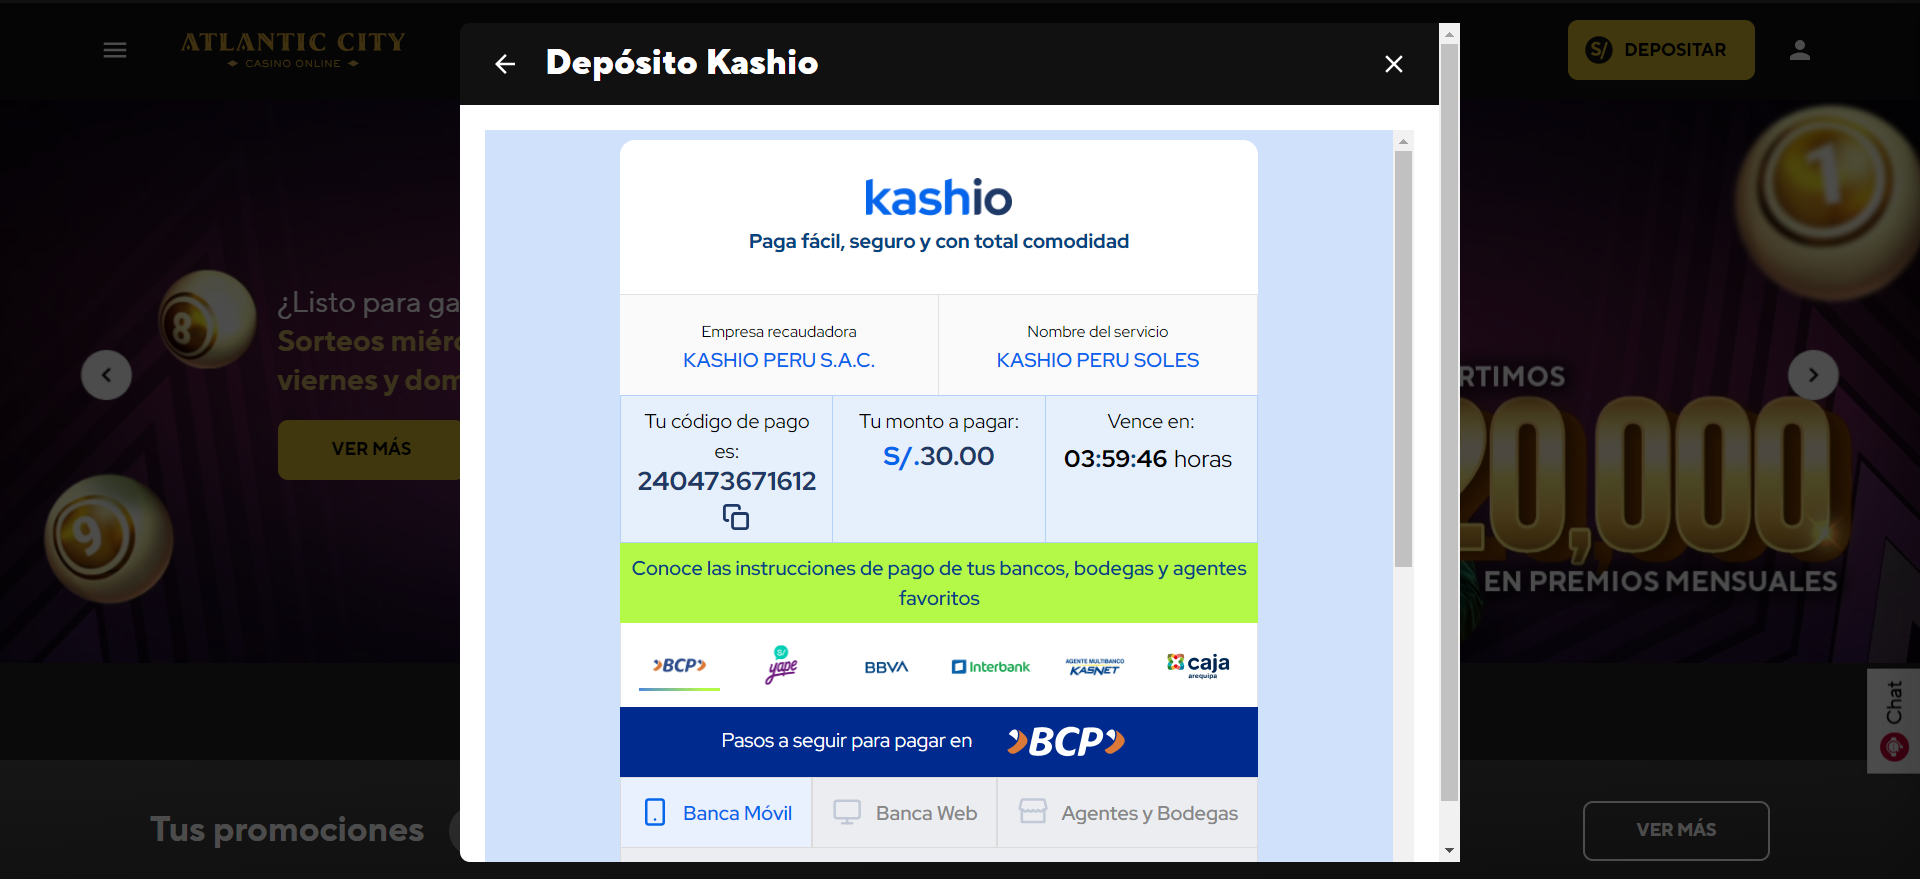 ATLANTIC CITY
CASINO ONLINE
Depósito Kashio
S/ DEPOSITAR
kashio
Paga fácil, seguro y con total comodidad
Empresa recaudadora
KASHIO PERU S.A.C.
Nombre del servicio
KASHIO PERU SOLES
Tu código de pago
es:
240473671612
Tu monto a pagar:
S/.30.00
Vence en:
03:59:46 horas
Conoce las instrucciones de pago de tus bancos, bodegas y agentes
favoritos
BCP
S/ yape
BBVA
Interbank
AGENTE MULTIBANCO
KASNET
caja
arequipa
Pasos a seguir para pagar en BCP
Banca Móvil
Banca Web
Agentes y Bodegas
¿Listo para ga
Sorteos miérc
viernes y dom
VER MÁS
8
9
1
RTIMOS
20,000
EN PREMIOS MENSUALES
Chat
Tus promociones
VER MÁS